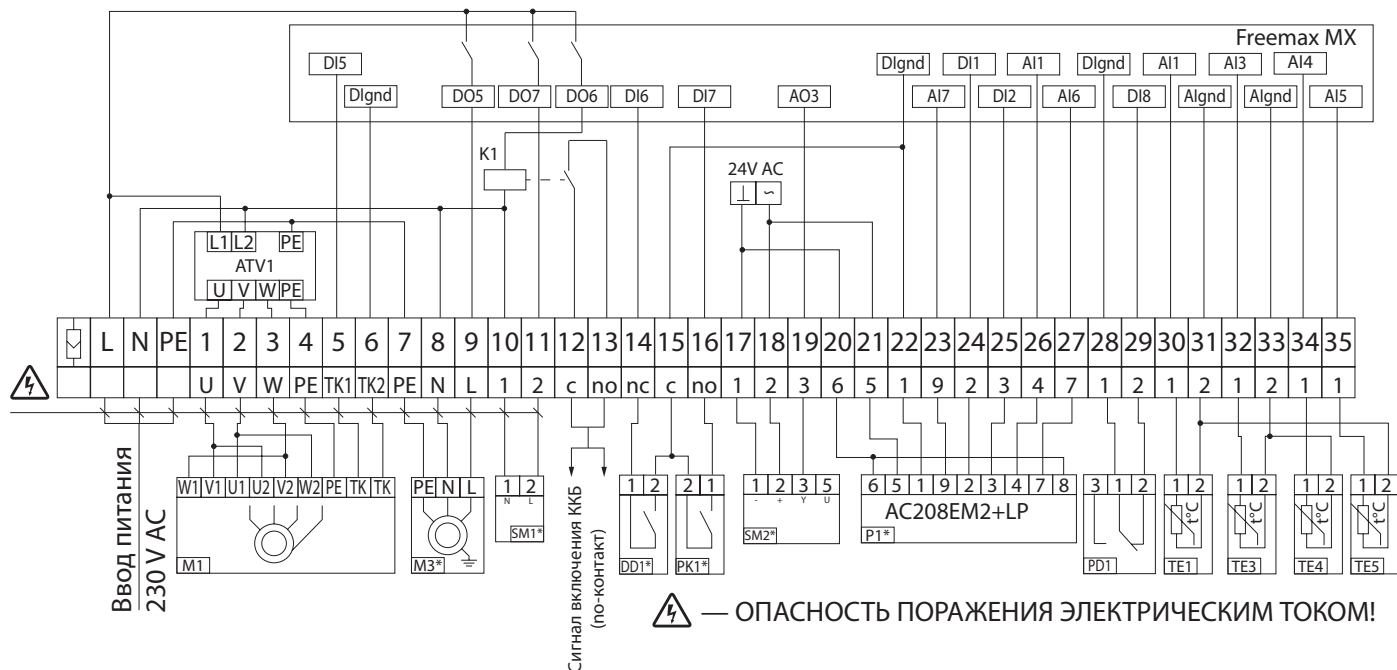 Freemax MX
DI5 DIgnd DI1 AI1 DIgnd AI1 AI3 AI4
DIgnd DO5 DO7 DO6 DI6 DI7 AO3 AI7 DI2 AI6 DI8 AIgnd AIgnd AI5
K1
24V AC
⊥ ~
L1 L2 PE
ATV1
U V W PE
L N PE 1 2 3 4 5 6 7 8 9 10 11 12 13 14 15 16 17 18 19 20 21 22 23 24 25 26 27 28 29 30 31 32 33 34 35
U V W PE TK1 TK2 PE N L 1 2 c no nc c no 1 2 3 6 5 1 9 2 3 4 7 1 2 1 2 1 2 1 1
Ввод питания
230 V AC
W1 V1 U1 U2 V2 W2 PE TK TK
M1
PE N L
M3*
1 2
N L
SM1*
Сигнал включения ККБ
(no-контакт)
1 2
DD1*
2 1
PK1*
1 2 3 5
- + Y U
SM2*
6 5 1 9 2 3 4 7 8
AC208EM2+LP
P1*
3 1 2
PD1
1 2
t°C
TE1
1 2
t°C
TE3
1 2
t°C
TE4
1 2
t°C
TE5
— ОПАСНОСТЬ ПОРАЖЕНИЯ ЭЛЕКТРИЧЕСКИМ ТОКОМ!